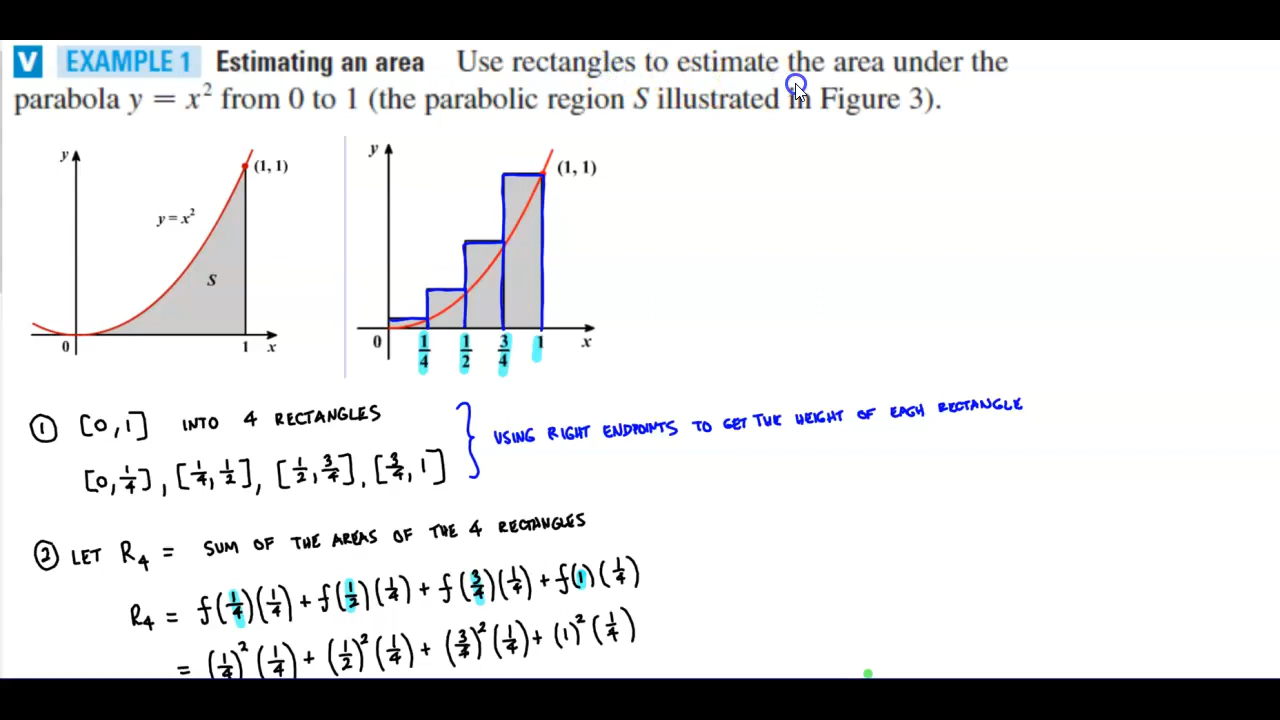 V EXAMPLE 1 Estimating an area Use rectangles to estimate the area under the
parabola y = x² from 0 to 1 (the parabolic region S illustrated in Figure 3).
y
(1, 1)
y = x²
S
0
1
x
y
(1, 1)
0
1/4
1/2
3/4
1
x
① [0,1] INTO 4 RECTANGLES
[0,1/4], [1/4,1/2], [1/2,3/4], [3/4,1]
USING RIGHT ENDPOINTS TO GET THE HEIGHT OF EACH RECTANGLE
② LET R₄ = SUM OF THE AREAS OF THE 4 RECTANGLES
R₄ = f(1/4)(1/4) + f(1/2)(1/4) + f(3/4)(1/4) + f(1)(1/4)
= (1/4)²(1/4) + (1/2)²(1/4) + (3/4)²(1/4) + (1)²(1/4)